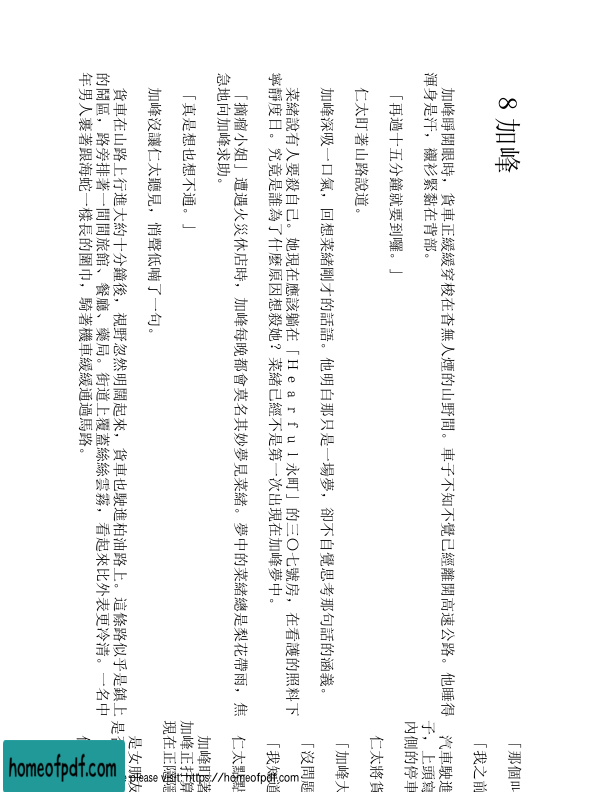 8 加峰
加峰睜開眼時，貨車正緩緩穿梭在杳無人煙的山野間。車子不知不覺已經離開高速公路。他睡得
渾身是汗，襯衫緊黏在背部。
「再過十五分鐘就要到囉。」
仁太盯著山路說道。
加峰深吸一口氣，回想菜緒剛才的話語。他明白那只是一場夢，卻不自覺思考那句話的涵義。
菜緒說有人要殺自己。她現在應該躺在「Ｈｅａｒｆｕｌ永町」的三〇七號房，在看護的照料下
寧靜度日。究竟是誰為了什麼原因想殺她？菜緒已經不是第一次出現在加峰夢中。
「摘瘤小姐」遭遇火災休店時，加峰每晚都會莫名其妙夢見菜緒。夢中的菜緒總是梨花帶雨，焦
急地向加峰求助。
「真是想也想不通。」
加峰沒讓仁太聽見，悄聲低喃了一句。
貨車在山路上行進大約十分鐘後，視野忽然明闊起來，貨車也駛進柏油路上。這條路似乎是鎮上
的鬧區，路旁排著一間間旅館、餐廳、藥局。街道上覆蓋絲絲雲霧，看起來比外表更冷清。一名中
年男人裹著跟海蛇一樣長的圍巾，騎著機車緩緩通過馬路。
「那個
「我之前
汽車駛進
子，上頭
內側的停車
仁太將貨
「加峰大
「沒問題
「我知道
仁太點點
加峰盯著
加峰正打算
現在正隱隱
是女朋友
homeofpdf.com
please visit: https://homeofpdf.com